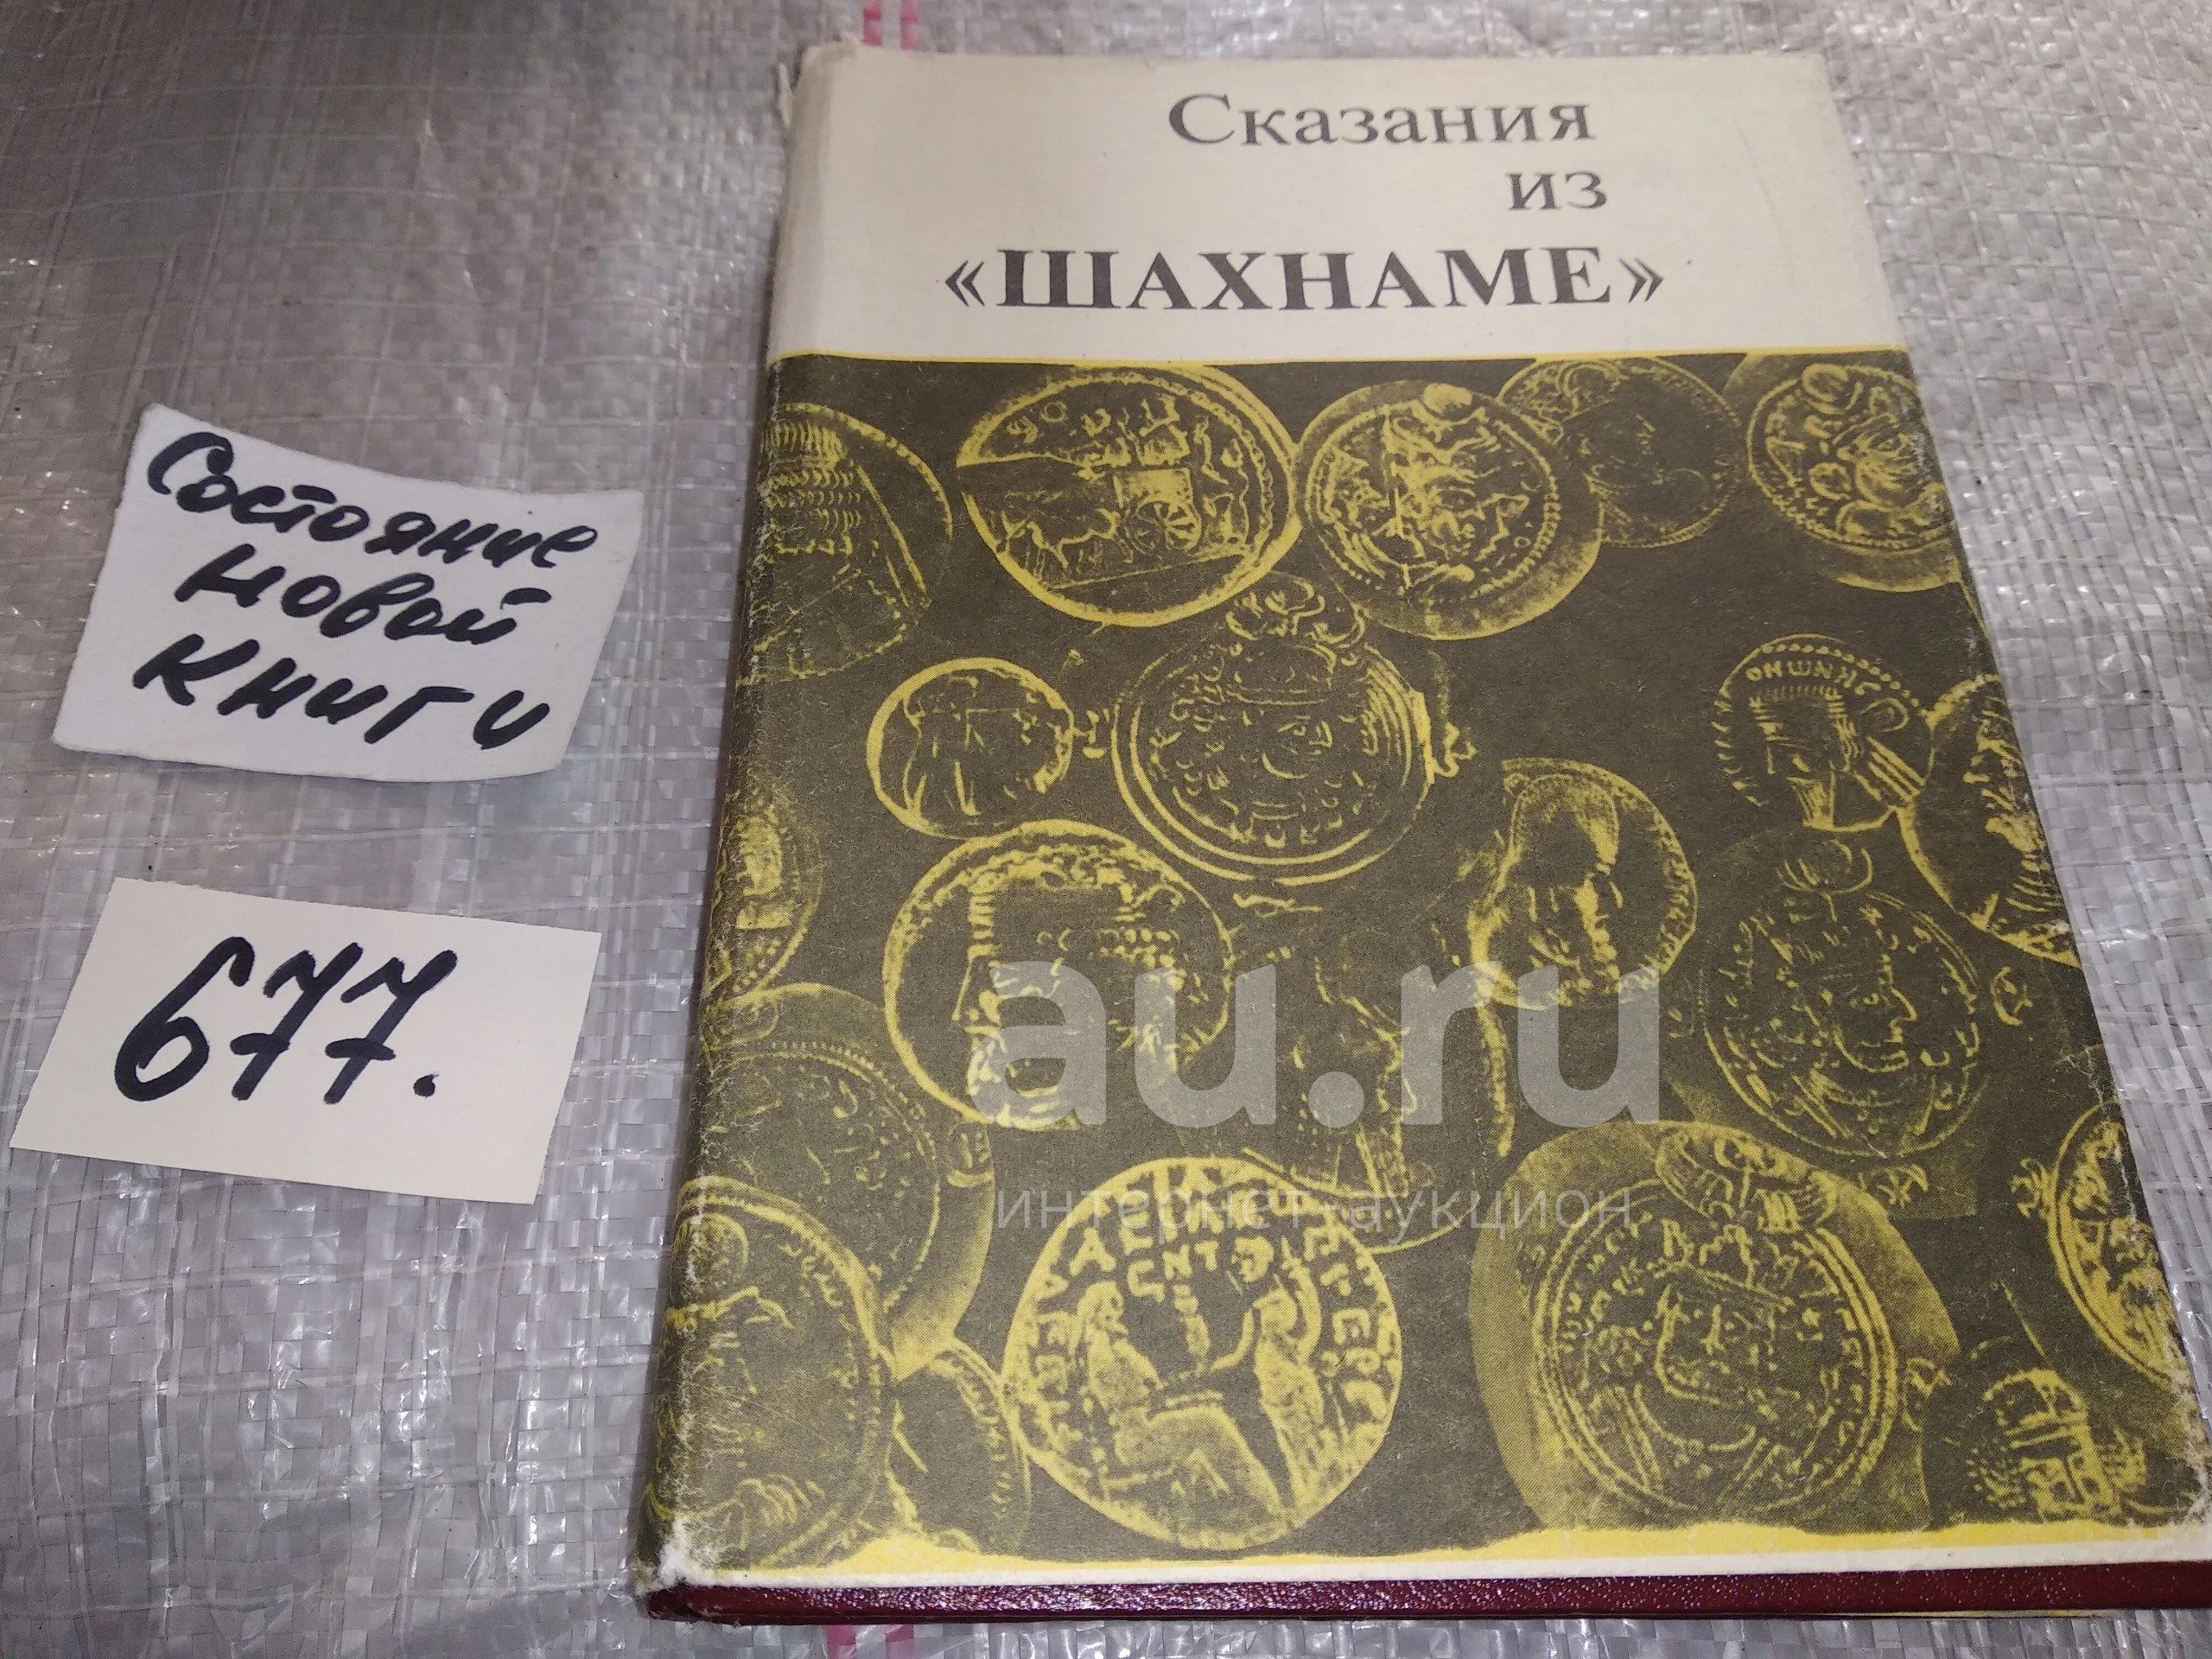 Сказания
из
«ШАХНАМЕ»
Состояние
новой
книги
677.
au.ru
интернет-аукцион